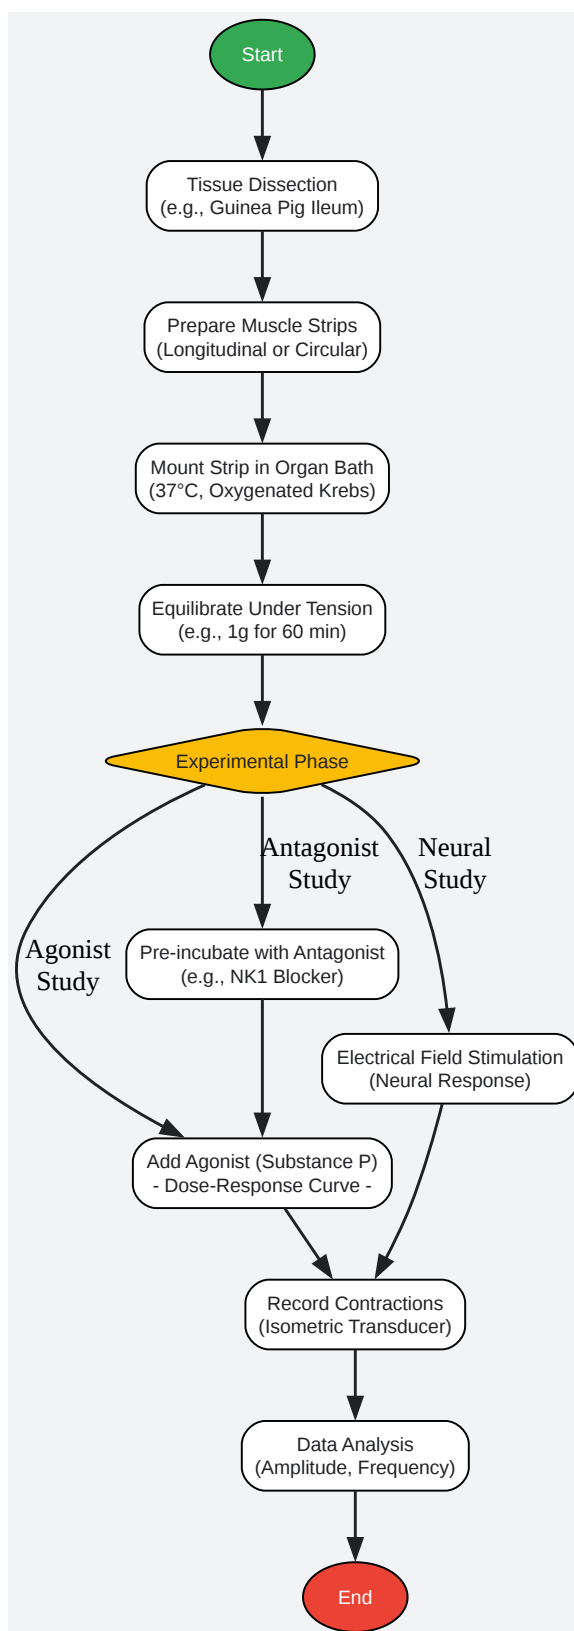 Start
Tissue Dissection
(e.g., Guinea Pig Ileum)
Prepare Muscle Strips
(Longitudinal or Circular)
Mount Strip in Organ Bath
(37°C, Oxygenated Krebs)
Equilibrate Under Tension
(e.g., 1g for 60 min)
Experimental Phase
Antagonist
Study
Neural
Study
Agonist
Study
Pre-incubate with Antagonist
(e.g., NK1 Blocker)
Electrical Field Stimulation
(Neural Response)
Add Agonist (Substance P)
- Dose-Response Curve -
Record Contractions
(Isometric Transducer)
Data Analysis
(Amplitude, Frequency)
End